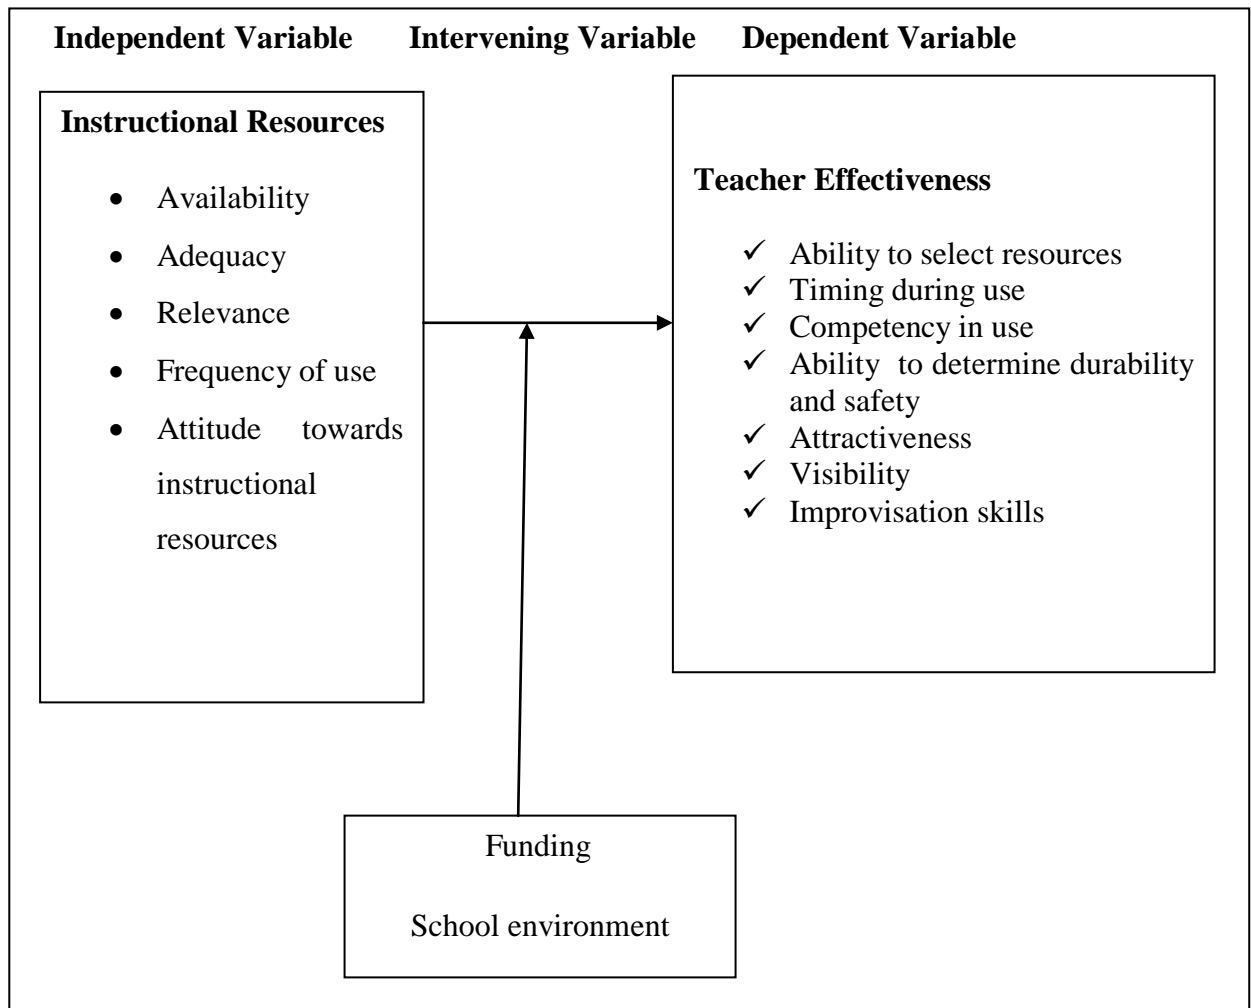 Independent Variable Intervening Variable Dependent Variable
Instructional Resources
• Availability
• Adequacy
• Relevance
• Frequency of use
• Attitude towards
instructional
resources
Teacher Effectiveness
✓ Ability to select resources
✓ Timing during use
✓ Competency in use
✓ Ability to determine durability
and safety
✓ Attractiveness
✓ Visibility
✓ Improvisation skills
Funding
School environment